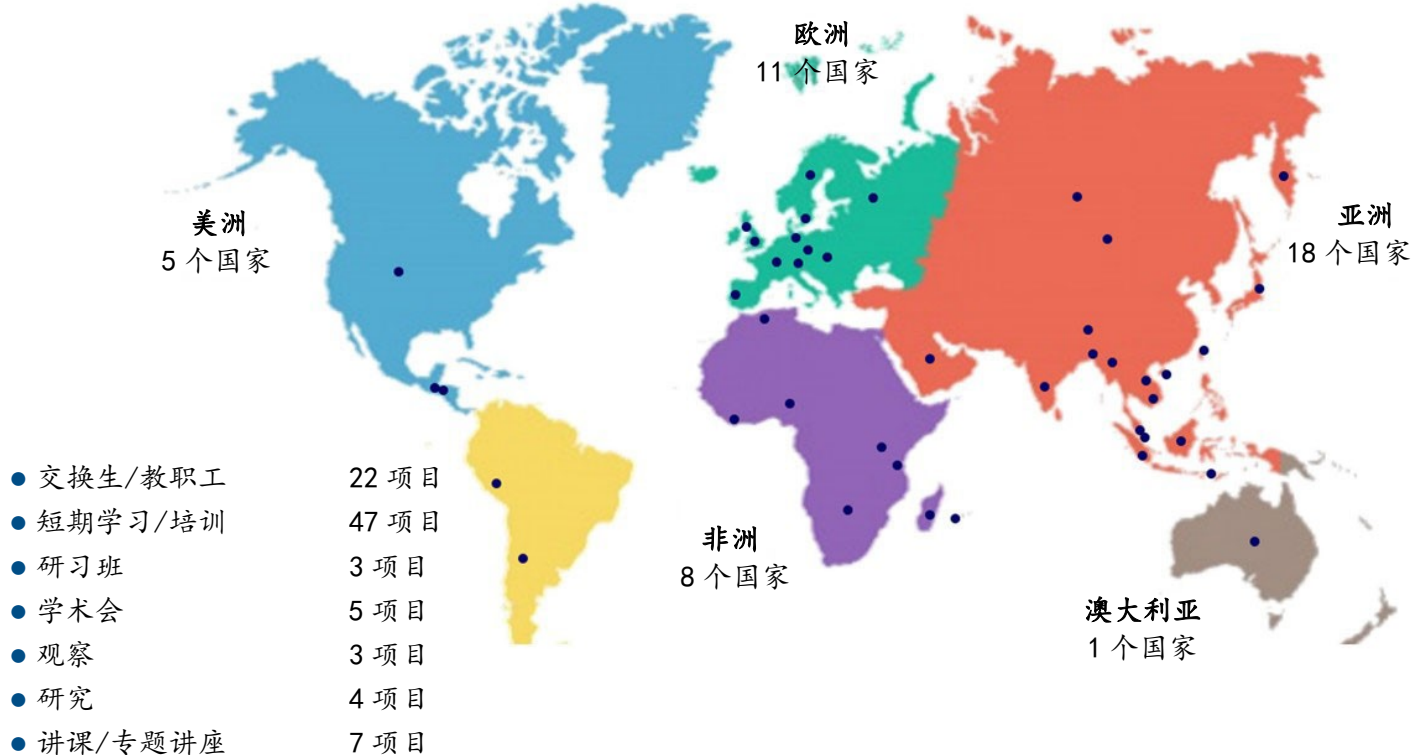 欧洲
11 个国家
美洲
5 个国家
亚洲
18 个国家
● 交换生/教职工 22 项目
● 短期学习/培训 47 项目
● 研习班 3 项目
● 学术会 5 项目
● 观察 3 项目
● 研究 4 项目
● 讲课/专题讲座 7 项目
非洲
8 个国家
澳大利亚
1 个国家